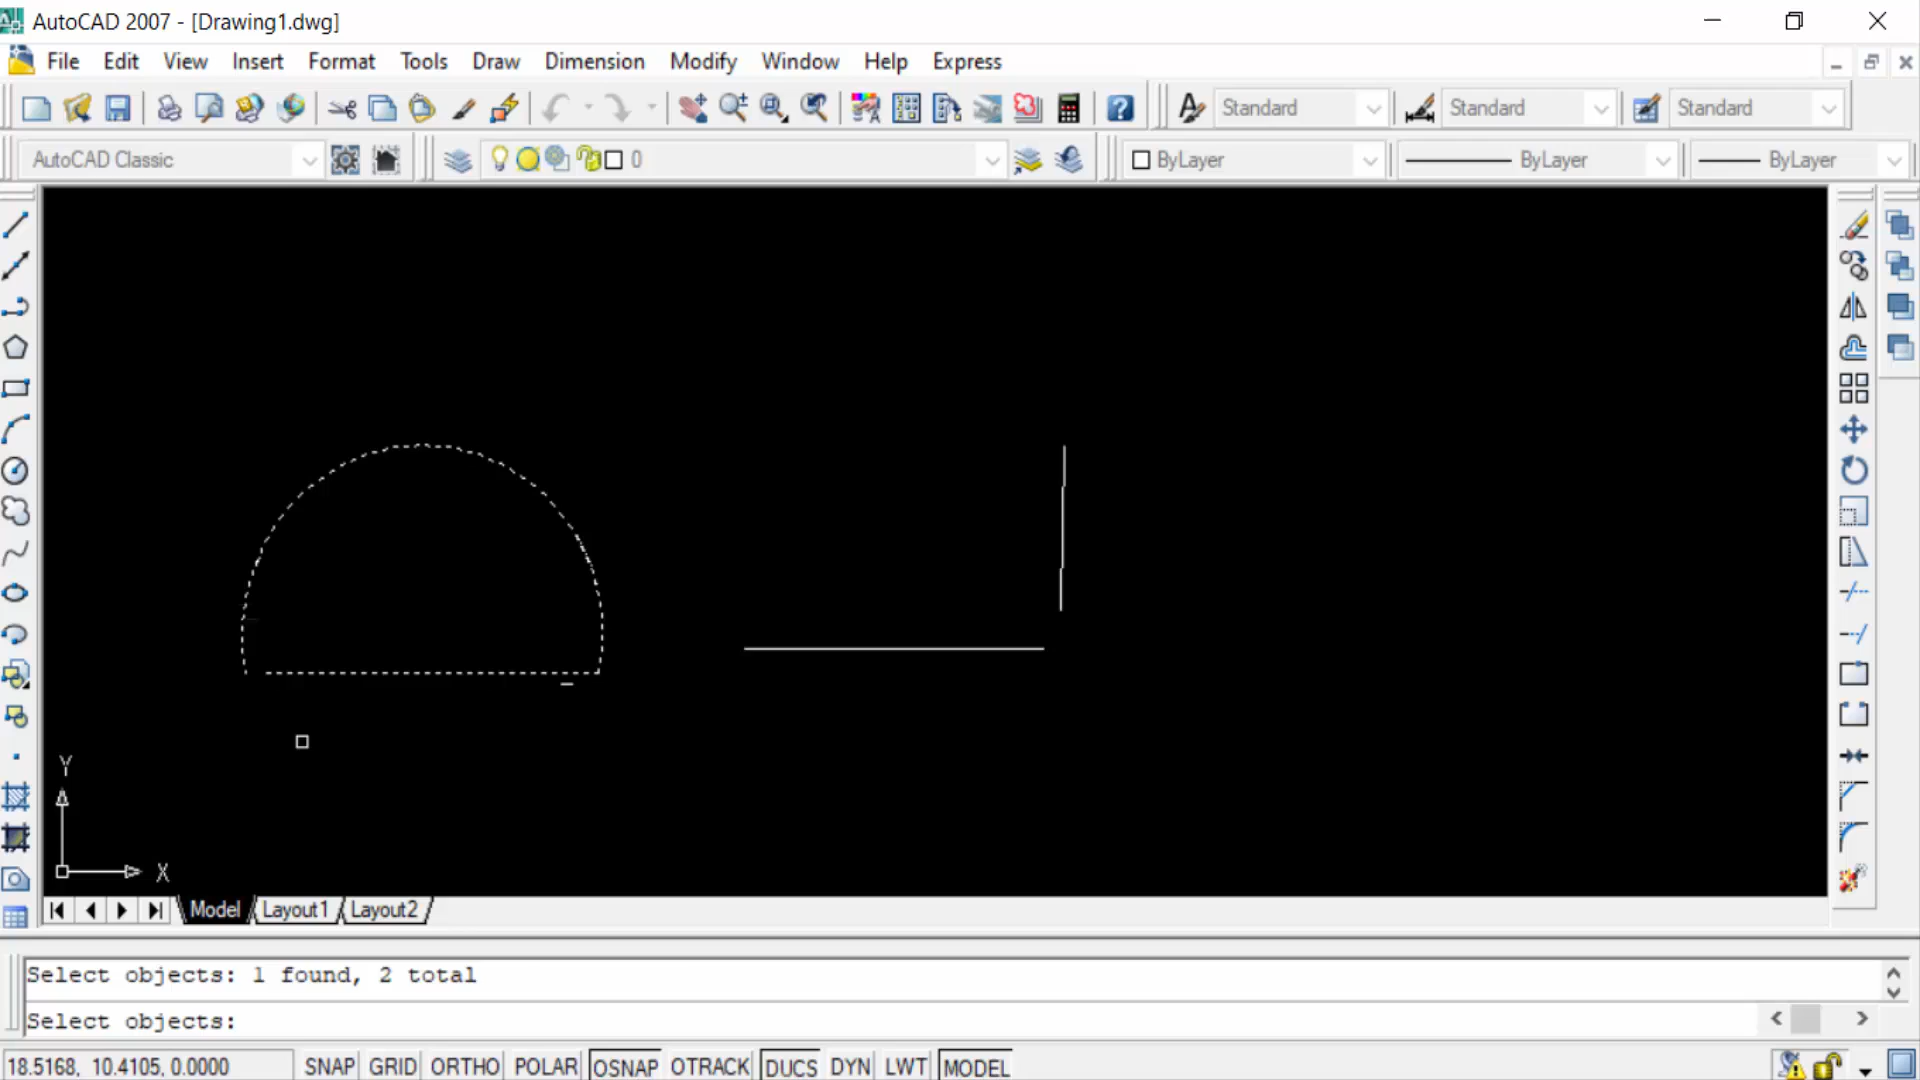 AutoCAD 2007 - [Drawing1.dwg]
File Edit View Insert Format Tools Draw Dimension Modify Window Help Express
Standard Standard Standard
AutoCAD Classic 0 ByLayer ByLayer ByLayer
Y
X
Model Layout1 Layout2
Select objects: 1 found, 2 total
Select objects:
18.5168, 10.4105, 0.0000 SNAP GRID ORTHO POLAR OSNAP OTRACK DUCS DYN LWT MODEL